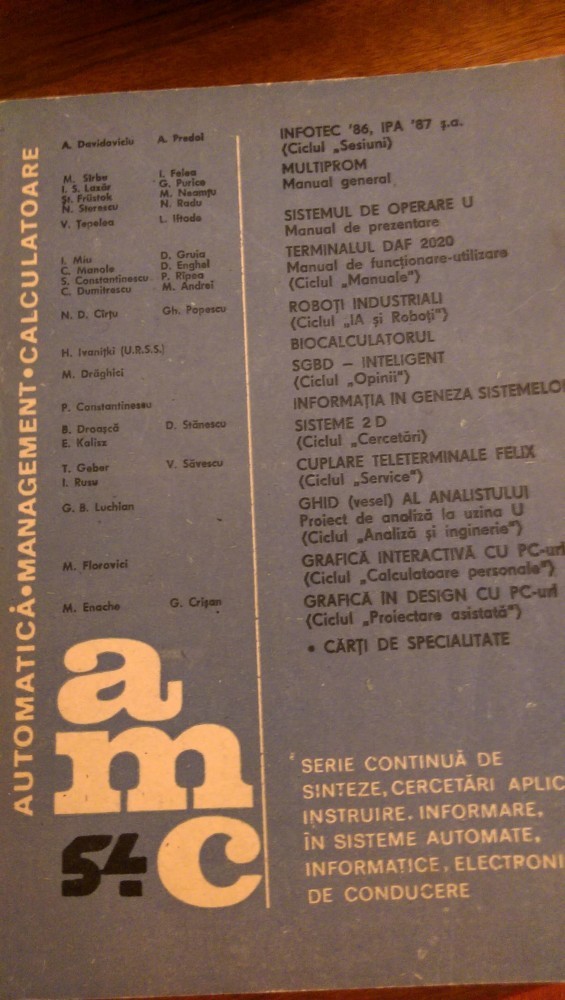 AUTOMATICĂ•MANAGEMENT•CALCULATOARE
A. Davidoviciu A. Predoi INFOTEC '86, IPA '87 ș.a.
(Ciclul „Sesiuni)
M. Sîrbu I. Felea MULTIPROM
I. S. Lazăr G. Purice Manual general
Șt. Früstok M. Neamțu
N. Storescu N. Radu SISTEMUL DE OPERARE U
V. Țepelea L. Iftode Manual de prezentare
TERMINALUL DAF 2020
I. Miu D. Gruia Manual de funcționare-utilizare
C. Manole D. Enghel (Ciclul „Manuale”)
S. Constantinescu P. Rîpea
C. Dumitrescu M. Andrei
N. D. Cîrțu Gh. Popescu ROBOȚI INDUSTRIALI
(Ciclul „IA și Roboți”)
H. Ivanițki (U.R.S.S.) BIOCALCULATORUL
M. Drăghici SGBD – INTELIGENT
(Ciclul „Opinii”)
P. Constantinescu INFORMAȚIA IN GENEZA SISTEMELO
B. Droașcă D. Stănescu SISTEME 2 D
E. Kalisz (Ciclul „Cercetări)
T. Geber V. Săvescu CUPLARE TELETERMINALE FELIX
I. Rusu (Ciclul „Service”)
G. B. Luchian GHID (vesel) AL ANALISTULUI
Proiect de analiză la uzina U
(Ciclul „Analiză și inginerie”)
M. Florovici GRAFICĂ INTERACTIVĂ CU PC-uri
(Ciclul „Calculatoare personale”)
M. Enache G. Crișan GRAFICA IN DESIGN CU PC-uri
(Ciclul „Proiectare asistată”)
• CĂRȚI DE SPECIALITATE
amc
54
SERIE CONTINUĂ DE
SINTEZE, CERCETĂRI APLIC
INSTRUIRE. INFORMARE,
ÎN SISTEME AUTOMATE,
INFORMATICE, ELECTRONI
DE CONDUCERE